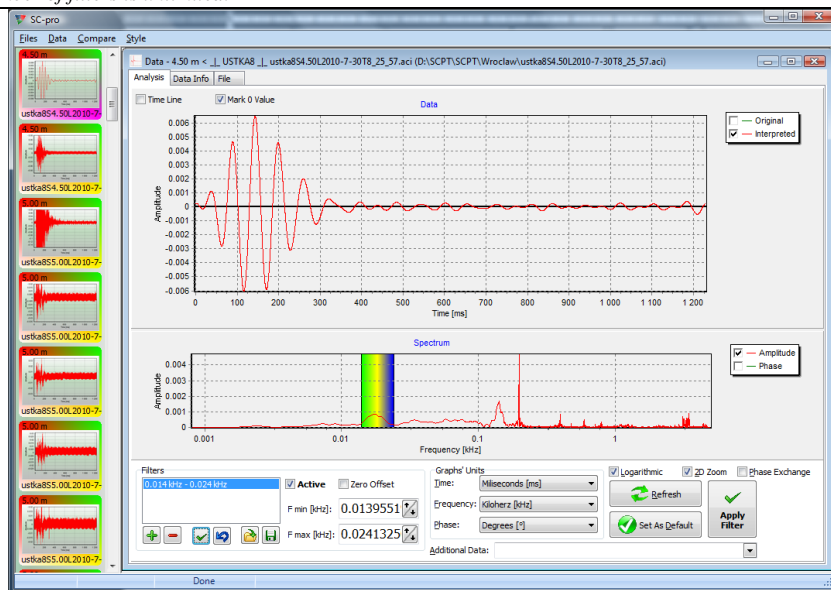 SC-pro
Files Data Compare Style
4.50 m
ustka8S4.50L2010-7-
4.50 m
ustka8S4.50L2010-7-
5.00 m
ustka8S5.00L2010-7-
5.00 m
ustka8S5.00L2010-7-
5.00 m
ustka8S5.00L2010-7-
5.00 m
ustka8S5.00L2010-7-
5.00 m
ustka8S5.00L2010-7-
Data - 4.50 m < _|_ USTKA8 _|_ ustka8S4.50L2010-7-30T8_25_57.aci (D:\SCPT\SCPT\Wroclaw\ustka8S4.50L2010-7-30T8_25_57.aci)
Analysis Data Info File
Time Line Mark 0 Value
Data
Original
Interpreted
Amplitude
0.006
0.005
0.004
0.003
0.002
0.001
0
-0.001
-0.002
-0.003
-0.004
-0.005
-0.006
0 100 200 300 400 500 600 700 800 900 1 000 1 100 1 200
Time [ms]
Spectrum
Amplitude
Phase
Amplitude
0.004
0.003
0.002
0.001
0
0.001 0.01 0.1 1
Frequency [kHz]
Filters
0.014 kHz - 0.024 kHz
Active Zero Offset
F min [kHz]: 0.0139551
F max [kHz]: 0.0241325
Graphs' Units
Time: Miliseconds [ms]
Frequency: Kiloherz [kHz]
Phase: Degrees [°]
Additional Data:
Logarithmic 2D Zoom Phase Exchange
Refresh
Set As Default
Apply Filter
Done